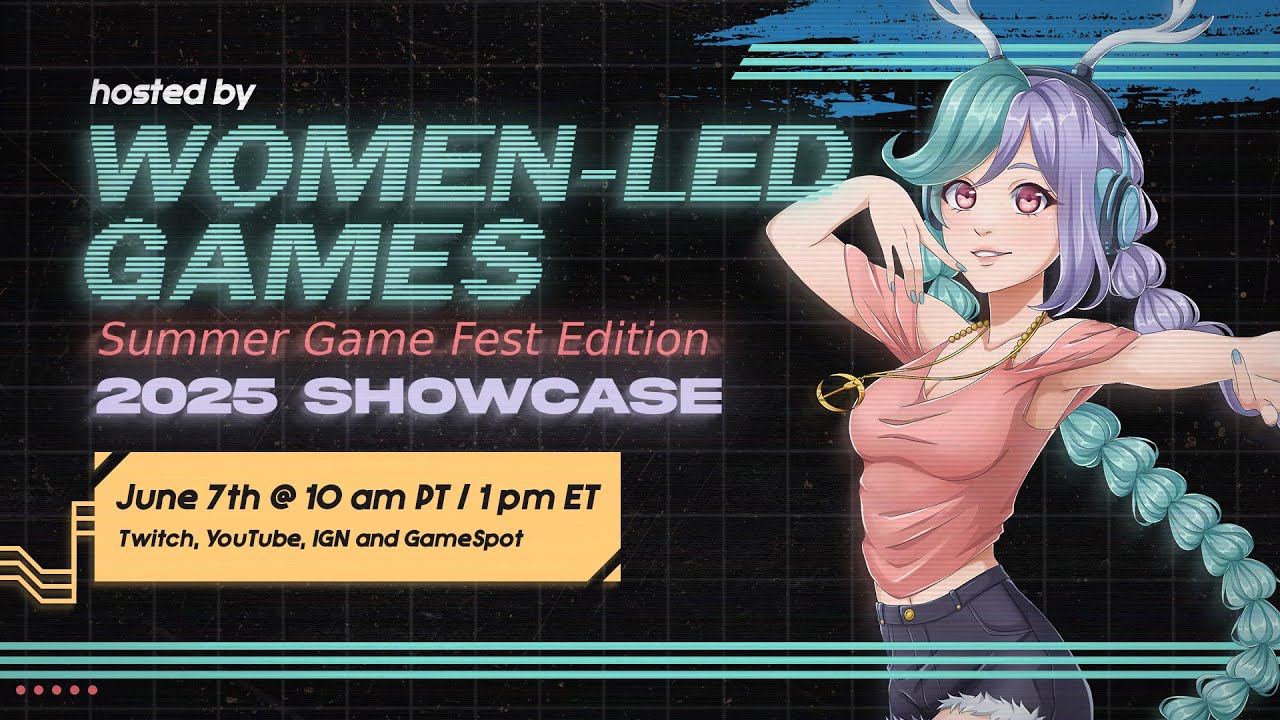 hosted by
WOMEN-LED
GAMES
Summer Game Fest Edition
2025 SHOWCASE
June 7th @ 10 am PT / 1 pm ET
Twitch, YouTube, IGN and GameSpot